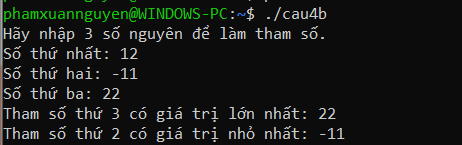 phamxuannguyen@WINDOWS-PC:~$ ./cau4b
Hãy nhập 3 số nguyên để làm tham số.
Số thứ nhất: 12
Số thứ hai: -11
Số thứ ba: 22
Tham số thứ 3 có giá trị lớn nhất: 22
Tham số thứ 2 có giá trị nhỏ nhất: -11